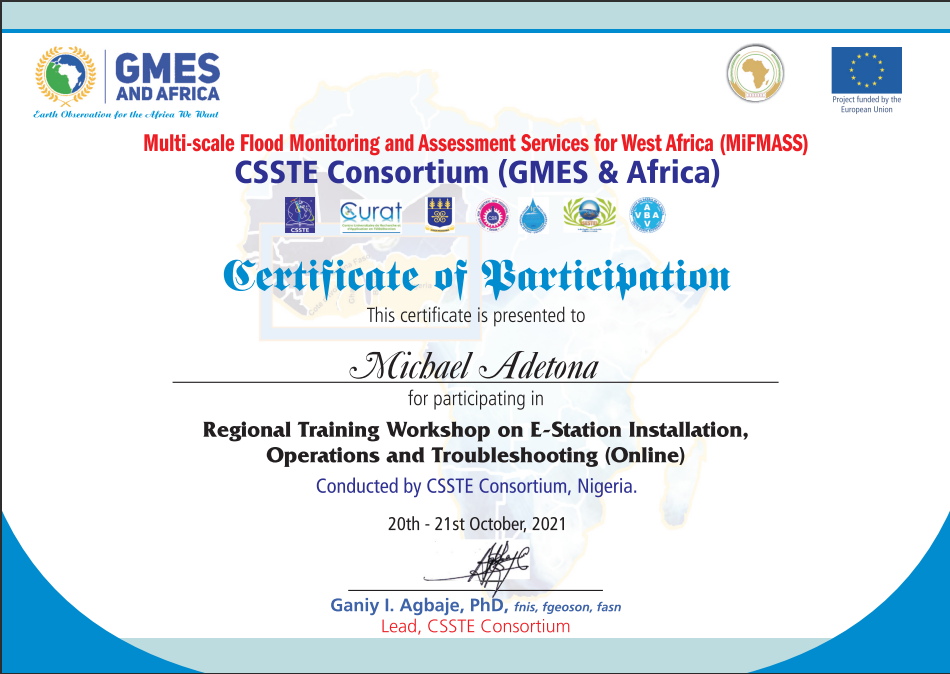 GMES
AND AFRICA
Earth Observation for the Africa We Want
Project funded by the
European Union
Multi-scale Flood Monitoring and Assessment Services for West Africa (MiFMASS)
CSSTE Consortium (GMES & Africa)
CSSTE
Curat
A
V B A
V
Certificate of Participation
This certificate is presented to
Michael Adetona
for participating in
Regional Training Workshop on E-Station Installation,
Operations and Troubleshooting (Online)
Conducted by CSSTE Consortium, Nigeria.
20th - 21st October, 2021
Ganiy I. Agbaje, PhD, fnis, fgeoson, fasn
Lead, CSSTE Consortium